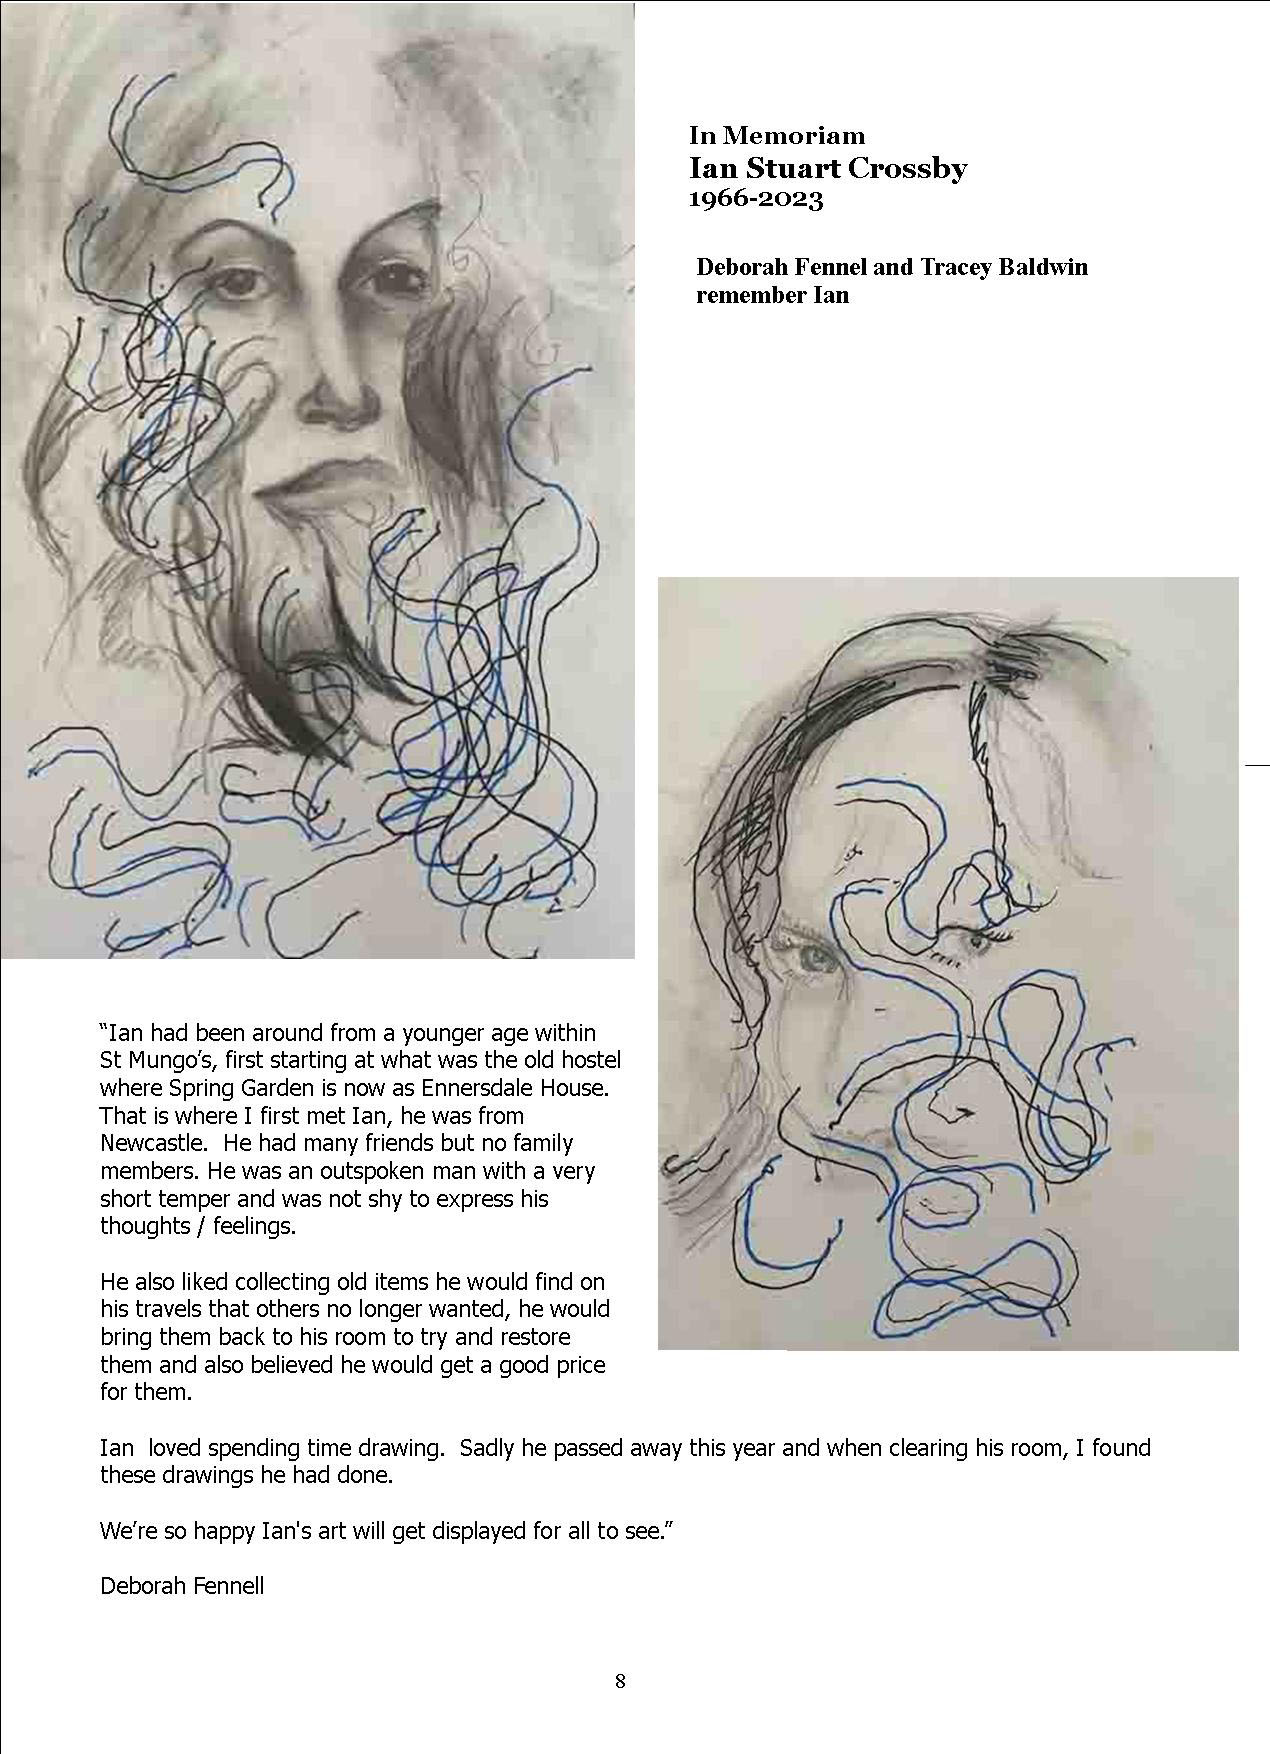 In Memoriam
Ian Stuart Crossby
1966-2023
Deborah Fennel and Tracey Baldwin
remember Ian
“Ian had been around from a younger age within
St Mungo’s, first starting at what was the old hostel
where Spring Garden is now as Ennersdale House.
That is where I first met Ian, he was from
Newcastle.  He had many friends but no family
members. He was an outspoken man with a very
short temper and was not shy to express his
thoughts / feelings.
He also liked collecting old items he would find on
his travels that others no longer wanted, he would
bring them back to his room to try and restore
them and also believed he would get a good price
for them.
Ian  loved spending time drawing.  Sadly he passed away this year and when clearing his room, I found
these drawings he had done.
We’re so happy Ian's art will get displayed for all to see.”
Deborah Fennell
8